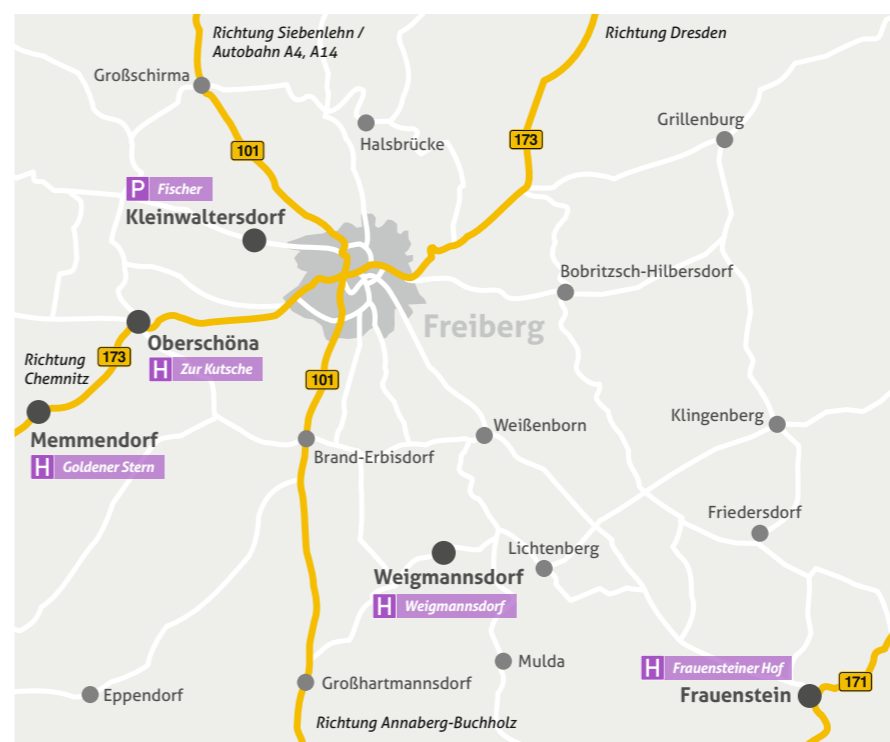 Richtung Siebenlehn /
Autobahn A4, A14
Richtung Dresden
Großschirma
Grillenburg
Halsbrücke
173
101
P Fischer
Kleinwaltersdorf
Bobritzsch-Hilbersdorf
Freiberg
Oberschöna
Richtung
Chemnitz
173
H Zur Kutsche
101
Klingenberg
Weißenborn
Memmendorf
Brand-Erbisdorf
H Goldener Stern
Friedersdorf
Lichtenberg
Weigmannsdorf
H Weigmannsdorf
Mulda
H Frauensteiner Hof
Großhartmannsdorf
171
Eppendorf
Frauenstein
Richtung Annaberg-Buchholz